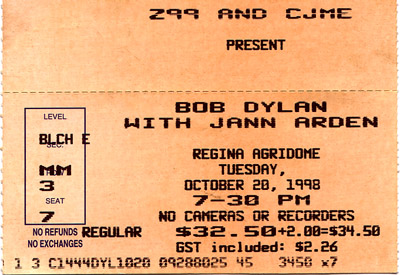 Z99 AND CJME
PRESENT
BOB DYLAN
WITH JANN ARDEN
LEVEL
BLCH E
SEC.
MM
3
SEAT
7
REGINA AGRIDOME
TUESDAY,
OCTOBER 20, 1998
7-30 PM
NO CAMERAS OR RECORDERS
NO REFUNDS
NO EXCHANGES
REGULAR $32.50+2.00=$34.50
GST included: $2.26
1 3 C1444DYL1020 09280025 45 3450 x7